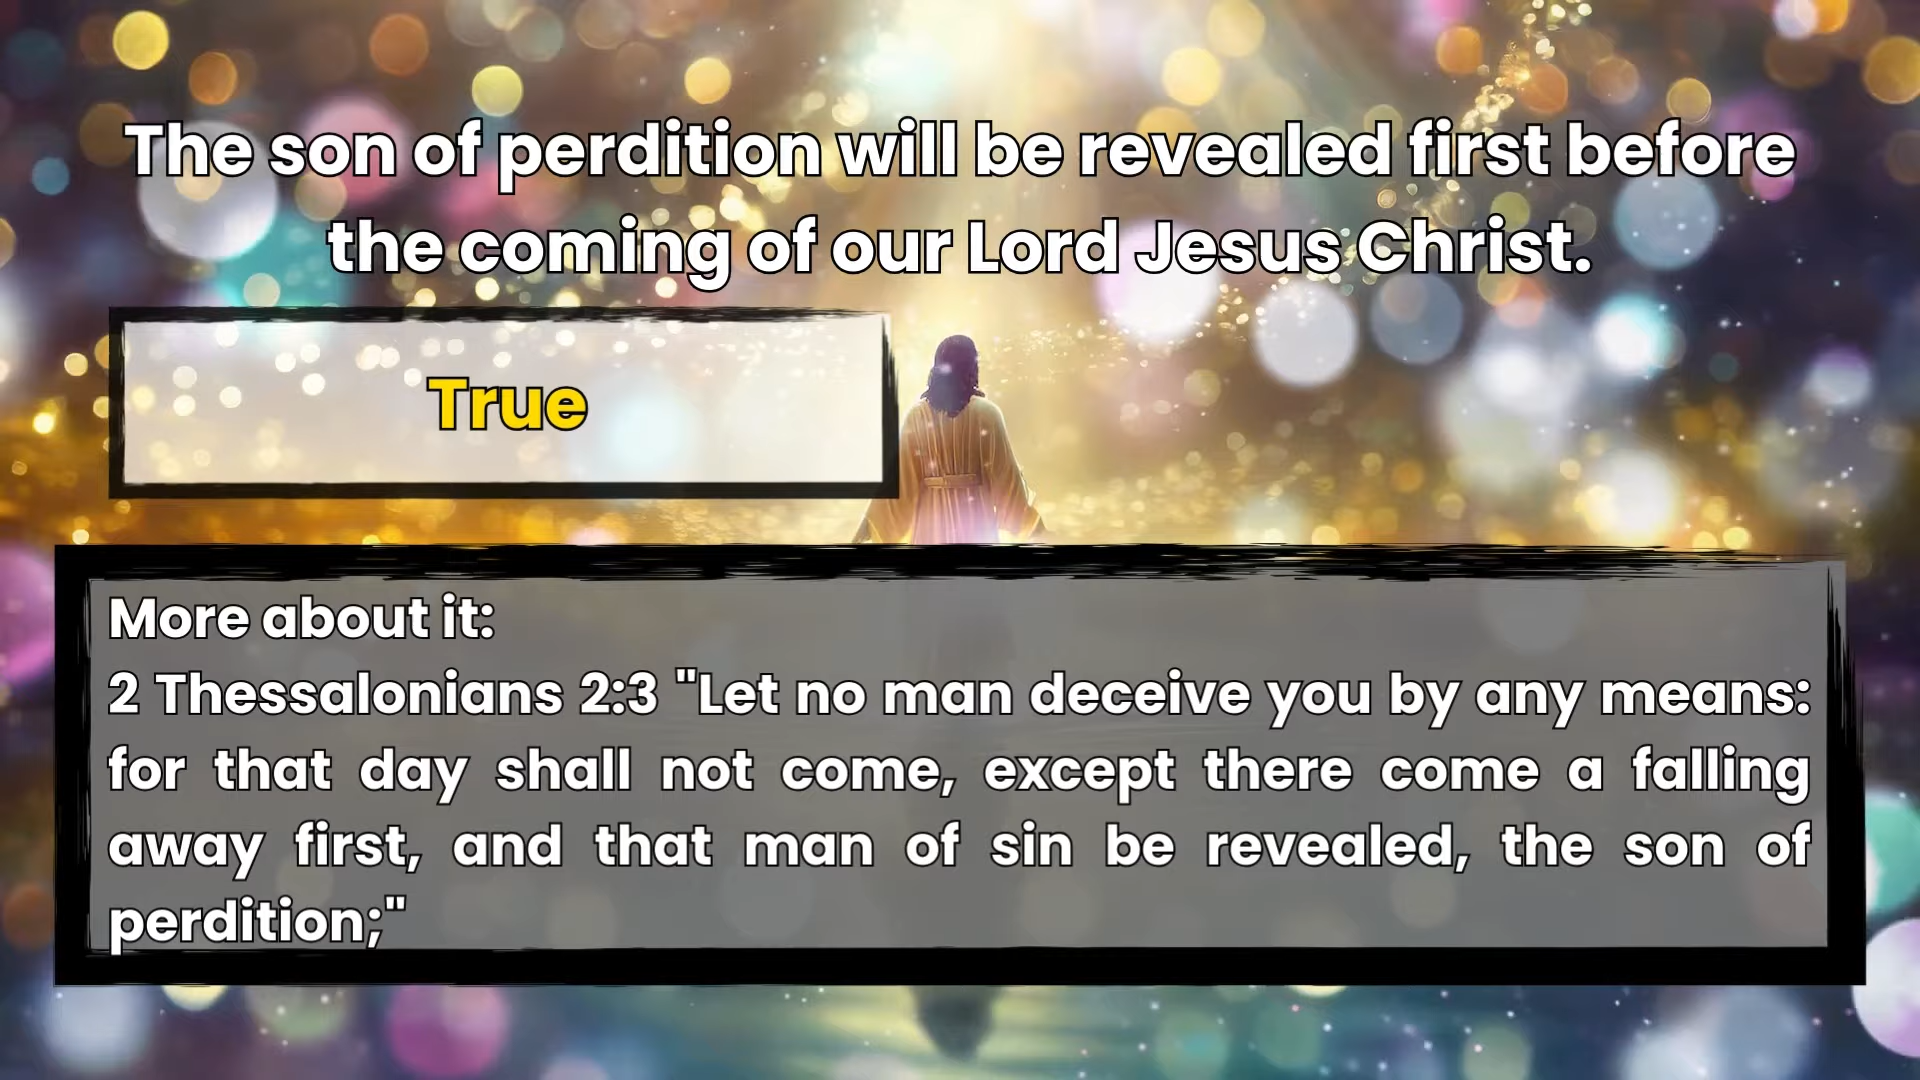 The son of perdition will be revealed first before
the coming of our Lord Jesus Christ.
True
More about it:
2 Thessalonians 2:3 "Let no man deceive you by any means:
for that day shall not come, except there come a falling
away first, and that man of sin be revealed, the son of
perdition;"